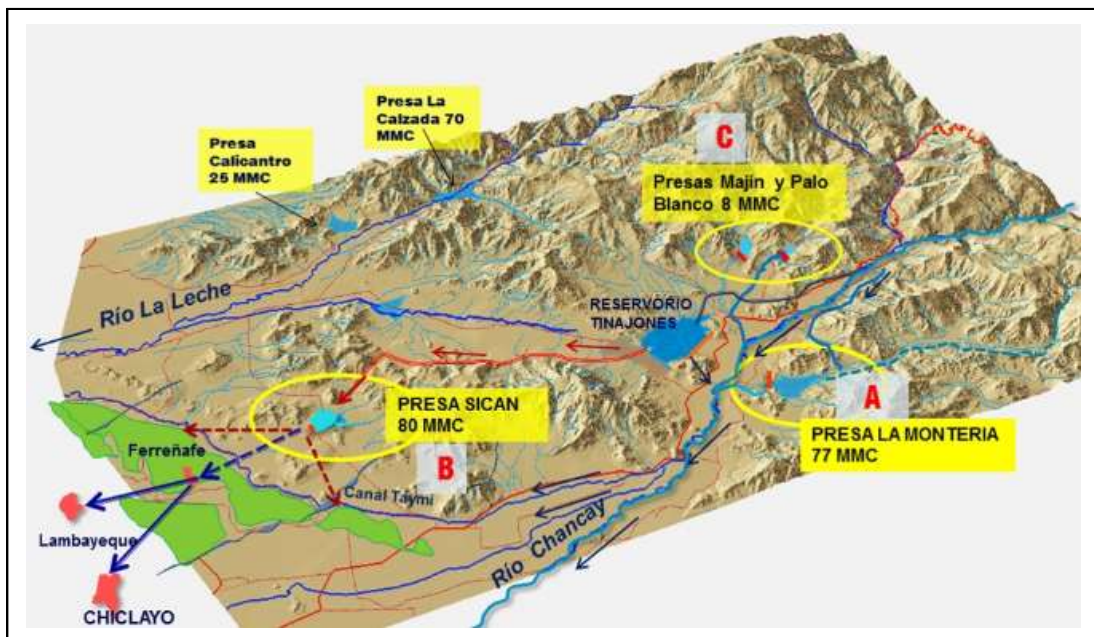 Presa La
Calzada 70
MMC
Presa
Calicantro
25 MMC
C
Presas Majin y Palo
Blanco 8 MMC
Río La Leche
RESERVORIO
TINAJONES
PRESA SICAN
80 MMC
B
A
PRESA LA MONTERIA
77 MMC
Ferreñafe
Canal Taymi
Lambayeque
Río Chancay
CHICLAYO